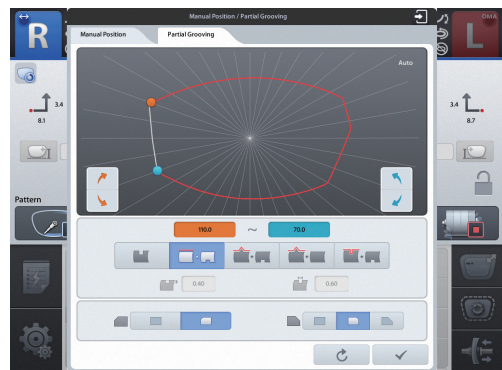 Manual Position / Partial Grooving
OMA
Manual Position
Partial Grooving
R
L
Auto
3.4
8.1
3.4
8.7
Pattern
110.0
~
70.0
0.40
0.60